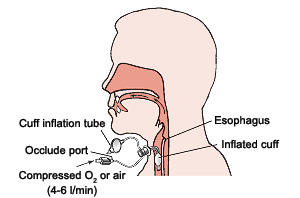 Cuff inflation tube
Esophagus
Occlude port
Inflated cuff
Compressed O2 or air
(4-6 l/min)